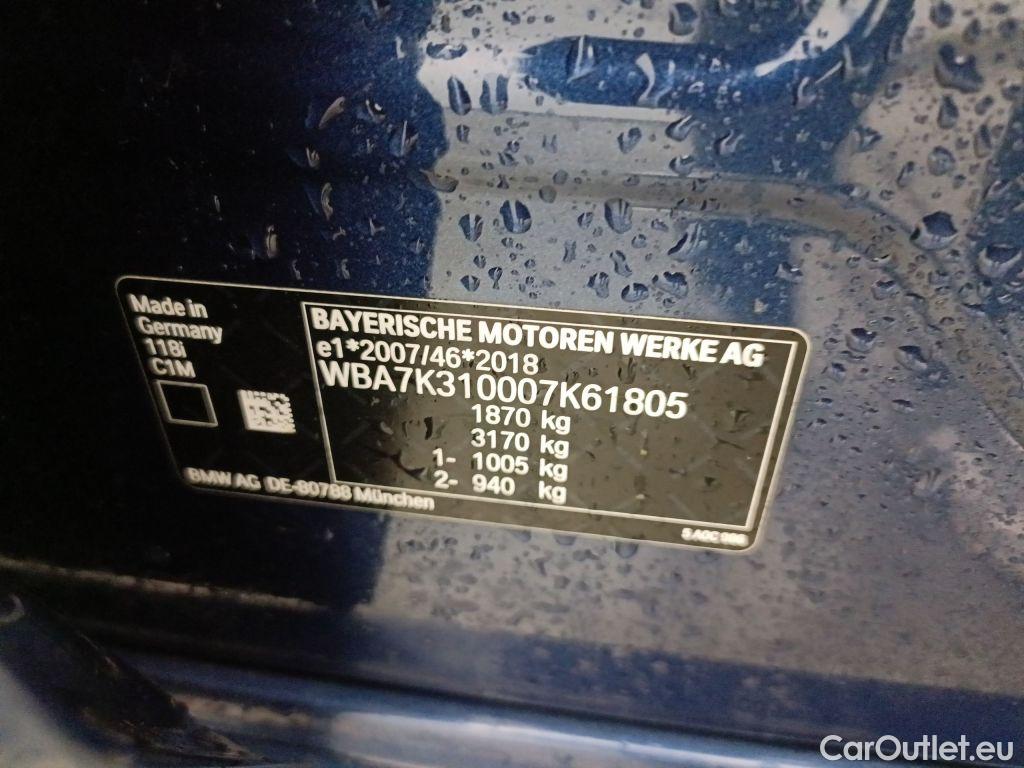 Made in
Germany
118i
C1M
BAYERISCHE MOTOREN WERKE AG
e1*2007/46*2018
WBA7K310007K61805
1870 kg
3170 kg
1- 1005 kg
2- 940 kg
BMW AG DE-80788 München
CarOutlet.eu